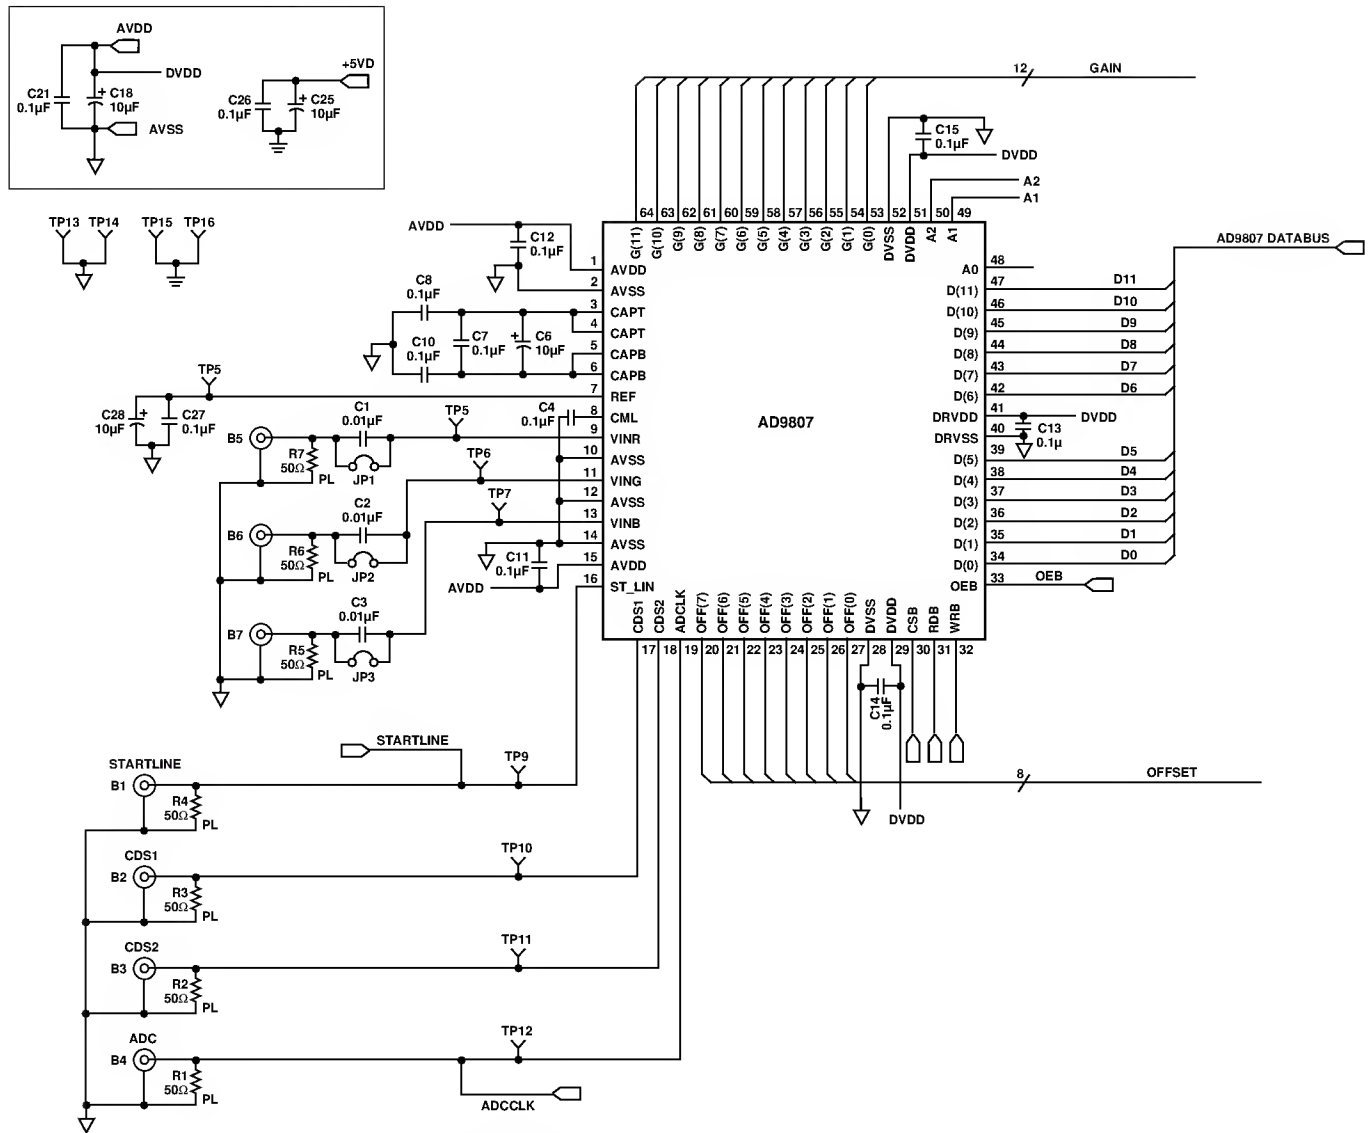 AVDD
DVDD
C21
0.1µF
C18
10µF
AVSS
+5VD
C26
0.1µF
C25
10µF
TP13 TP14 TP15 TP16
12
GAIN
C15
0.1µF
DVDD
A2
A1
64 63 62 61 60 59 58 57 56 55 54 53 52 51 50 49
G(11) G(10) G(9) G(8) G(7) G(6) G(5) G(4) G(3) G(2) G(1) G(0) DVSS DVDD A2 A1
AVDD
C12
0.1µF
C8
0.1µF
C10
0.1µF
C7
0.1µF
C6
10µF
TP5
C28
10µF
C27
0.1µF
C4
0.1µF
1 AVDD
2 AVSS
3 CAPT
4 CAPT
5 CAPB
6 CAPB
7 REF
8 CML
9 VINR
10 AVSS
11 VING
12 AVSS
13 VINB
14 AVSS
15 AVDD
16 ST_LIN
AD9807
A0 48
D(11) 47 D11
D(10) 46 D10
D(9) 45 D9
D(8) 44 D8
D(7) 43 D7
D(6) 42 D6
DRVDD 41 DVDD
DRVSS 40
C13
0.1µ
D(5) 39 D5
D(4) 38 D4
D(3) 37 D3
D(2) 36 D2
D(1) 35 D1
D(0) 34 D0
OEB 33 OEB
AD9807 DATABUS
B5
R7
50Ω
PL
C1
0.01µF
JP1
TP5
TP6
TP7
B6
R6
50Ω
PL
C2
0.01µF
JP2
C11
0.1µF
AVDD
B7
R5
50Ω
PL
C3
0.01µF
JP3
CDS1 CDS2 ADCLK OFF(7) OFF(6) OFF(5) OFF(4) OFF(3) OFF(2) OFF(1) OFF(0) DVSS DVDD CSB RDB WRB
17 18 19 20 21 22 23 24 25 26 27 28 29 30 31 32
C14
0.1µF
DVDD
8
OFFSET
STARTLINE
STARTLINE
B1
R4
50Ω
PL
TP9
CDS1
B2
R3
50Ω
PL
TP10
CDS2
B3
R2
50Ω
PL
TP11
ADC
B4
R1
50Ω
PL
TP12
ADCCLK